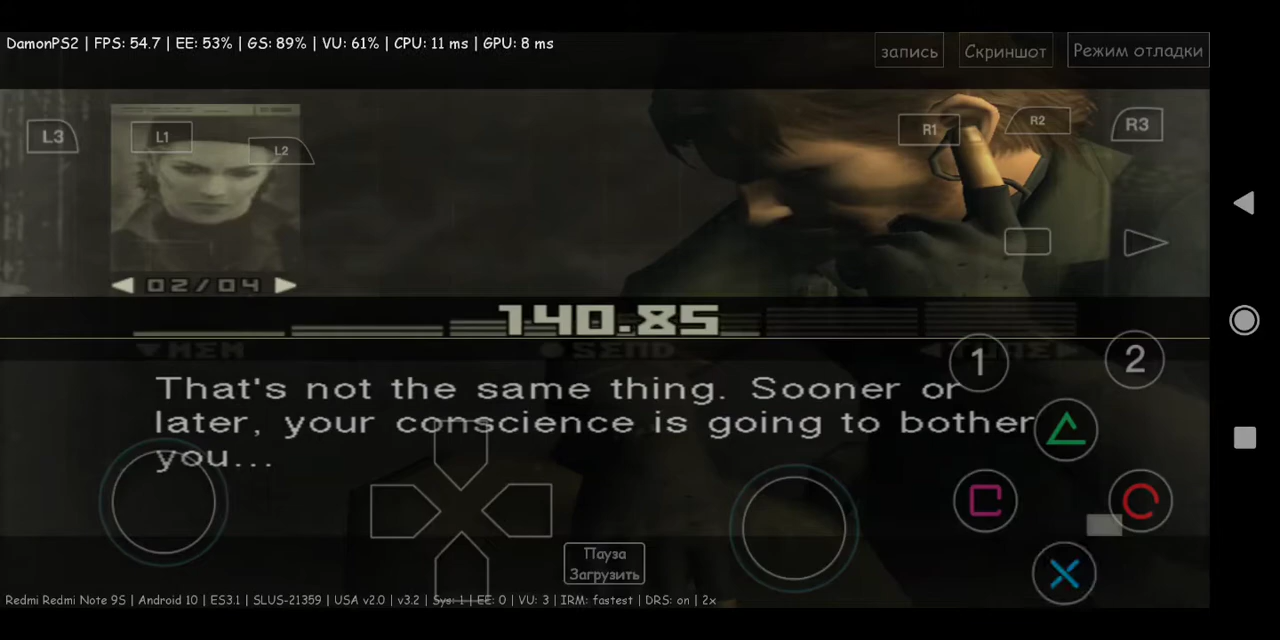 DamonPS2 | FPS: 54.7 | EE: 53% | GS: 89% | VU: 61% | CPU: 11 ms | GPU: 8 ms
запись
Скриншот
Режим отладки
L3
L1
L2
R1
R2
R3
02/04
140.85
MEM
SEND
TUNE
1
2
That's not the same thing. Sooner or
later, your conscience is going to bother
you...
Пауза
Загрузить
Redmi Redmi Note 9S | Android 10 | ES3.1 | SLUS-21359 | USA v2.0 | v3.2 | Sys: 1 | EE: 0 | VU: 3 | IRM: fastest | DRS: on | 2x